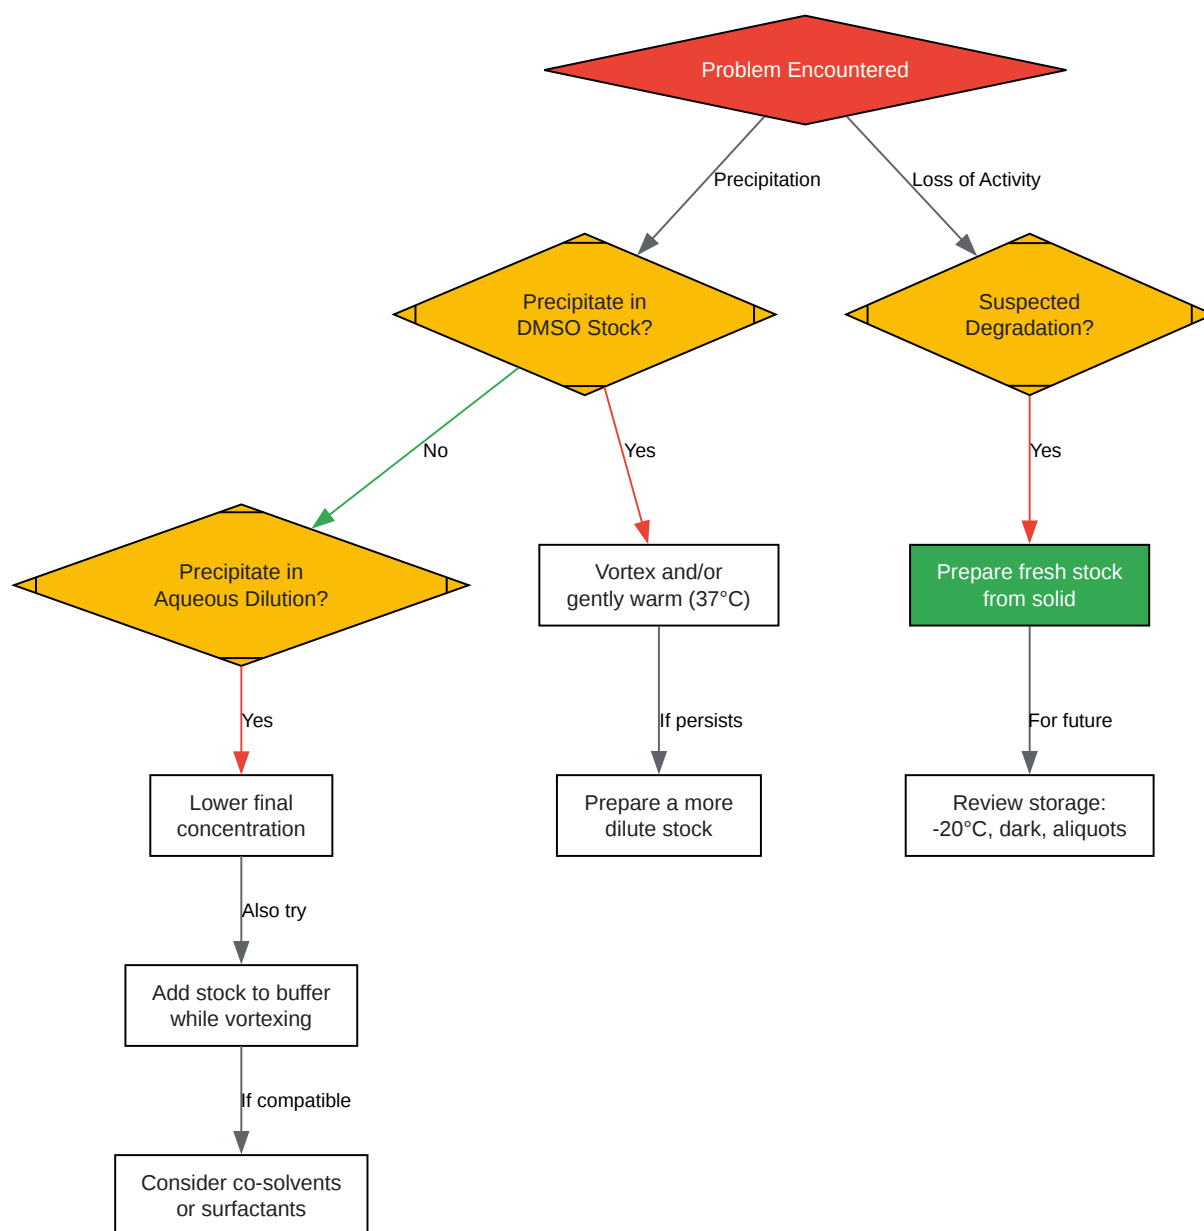 Problem Encountered
Precipitation
Loss of Activity
Precipitate in
DMSO Stock?
Suspected
Degradation?
No
Yes
Yes
Precipitate in
Aqueous Dilution?
Vortex and/or
gently warm (37°C)
Prepare fresh stock
from solid
Yes
If persists
For future
Lower final
concentration
Prepare a more
dilute stock
Review storage:
-20°C, dark, aliquots
Also try
Add stock to buffer
while vortexing
If compatible
Consider co-solvents
or surfactants